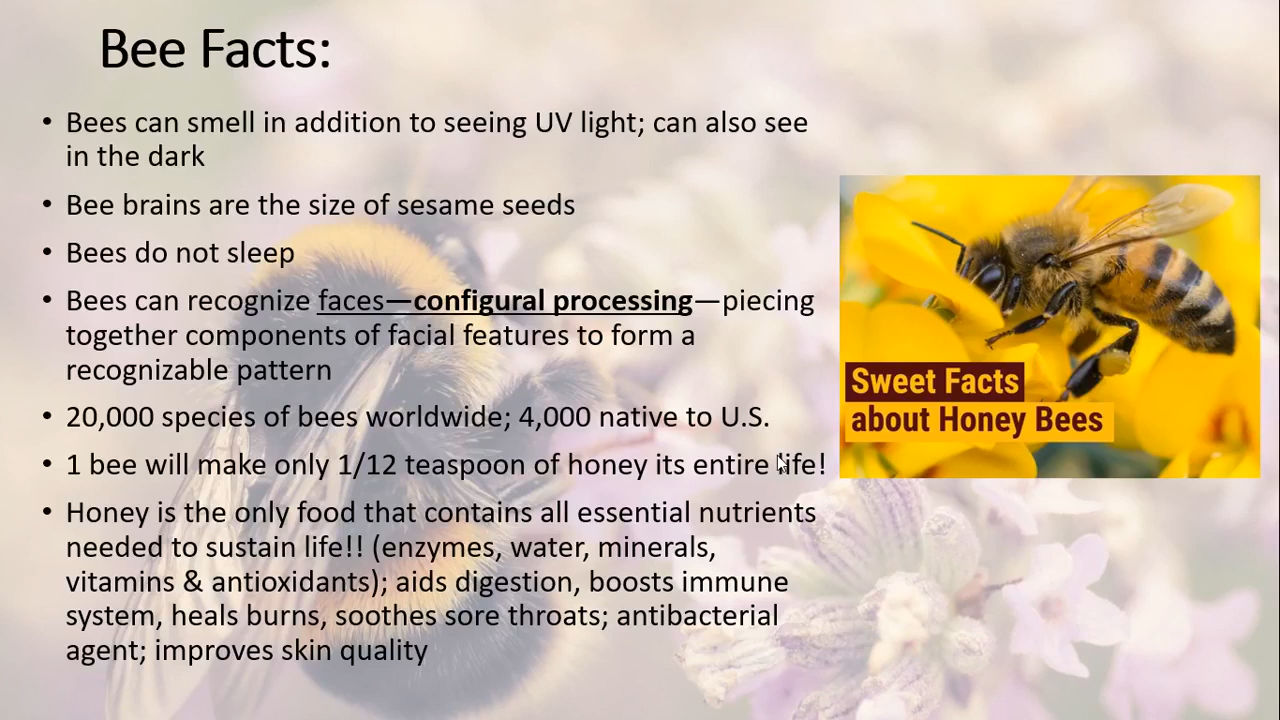 Bee Facts:
• Bees can smell in addition to seeing UV light; can also see
in the dark
• Bee brains are the size of sesame seeds
• Bees do not sleep
• Bees can recognize faces—configural processing—piecing
together components of facial features to form a
recognizable pattern
• 20,000 species of bees worldwide; 4,000 native to U.S.
• 1 bee will make only 1/12 teaspoon of honey its entire life!
• Honey is the only food that contains all essential nutrients
needed to sustain life!! (enzymes, water, minerals,
vitamins & antioxidants); aids digestion, boosts immune
system, heals burns, soothes sore throats; antibacterial
agent; improves skin quality
Sweet Facts
about Honey Bees